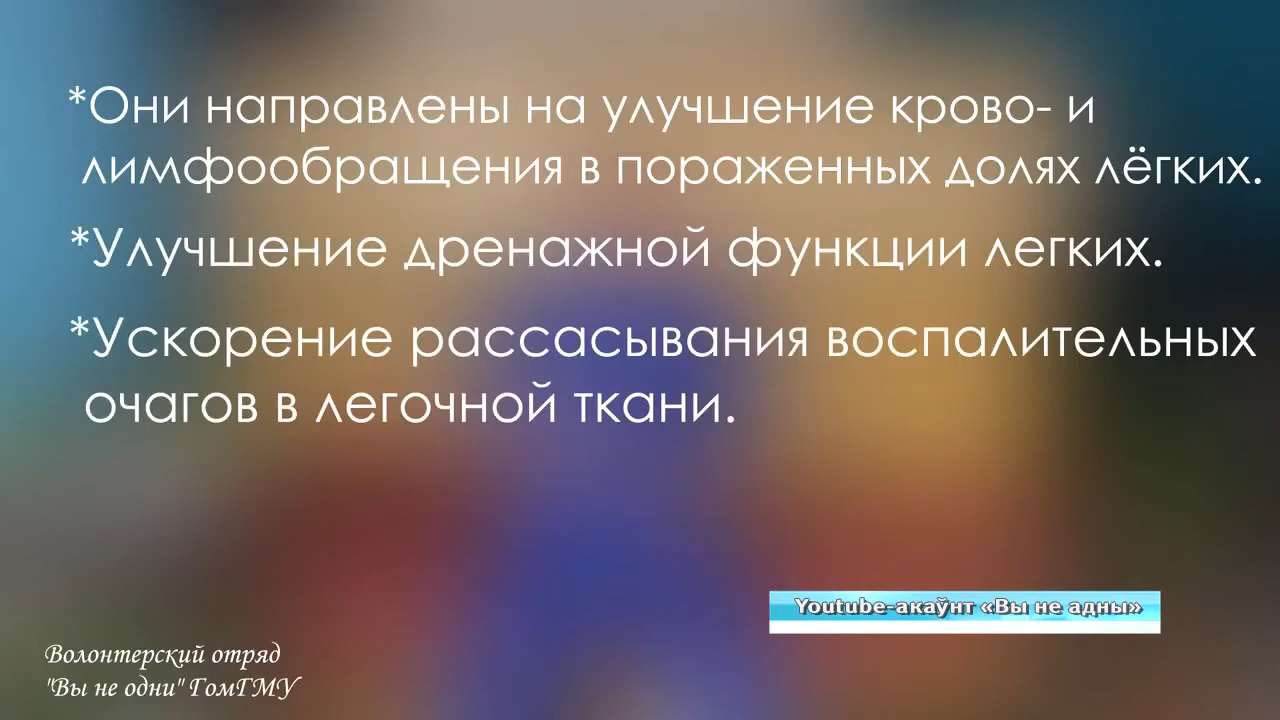 *Они направлены на улучшение крово- и
лимфообращения в пораженных долях лёгких.
*Улучшение дренажной функции легких.
*Ускорение рассасывания воспалительных
очагов в легочной ткани.
Youtube-акаўнт «Вы не адны»
Волонтерский отряд
"Вы не одни" ГомГМУ